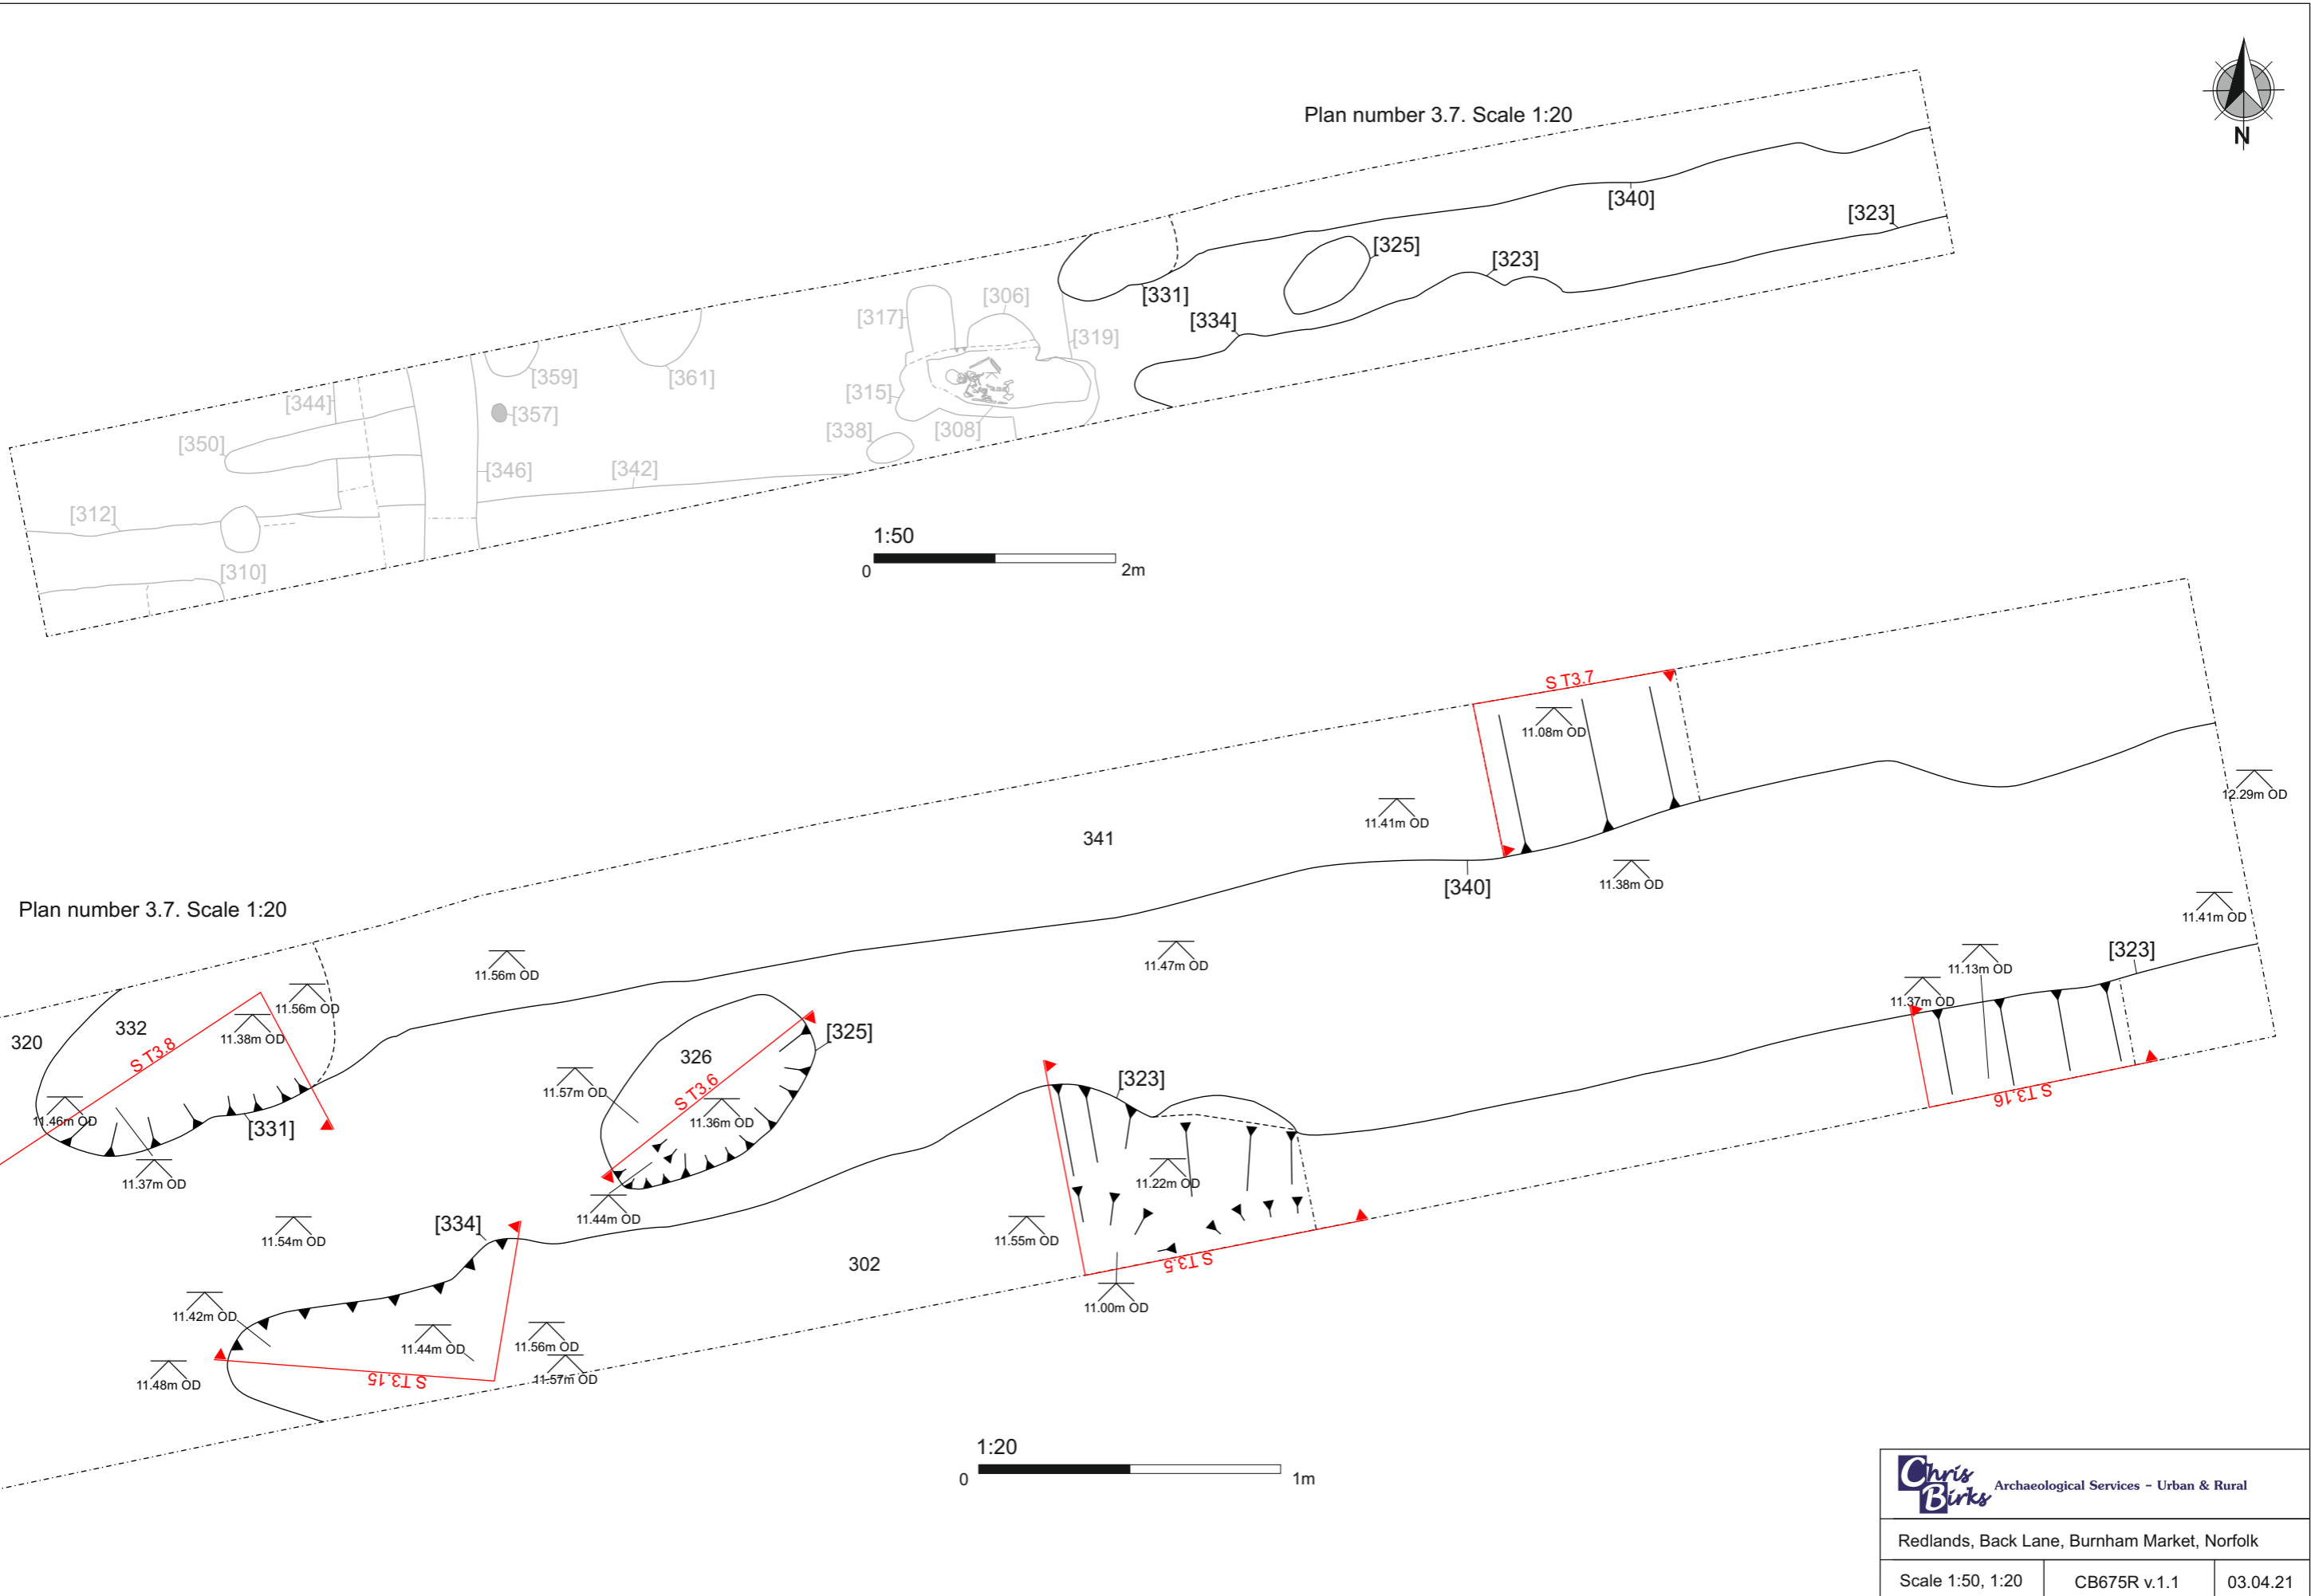 Plan number 3.7. Scale 1:20
N
[340]
[323]
[325]
[323]
[331]
[334]
[306]
[317]
[319]
[359]
[361]
[315]
[344]
[357]
[338]
[308]
[350]
[346]
[342]
[312]
[310]
1:50
0
2m
S T3.7
11.08m OD
12.29m OD
11.41m OD
341
[340]
11.38m OD
Plan number 3.7. Scale 1:20
11.41m OD
11.56m OD
11.47m OD
[323]
11.13m OD
11.37m OD
11.56m OD
332
320
11.38m OD
S T3.8
[325]
326
11.57m OD
S T3.6
[323]
11.46m OD
11.36m OD
S T3.16
[331]
11.37m OD
11.22m OD
11.44m OD
[334]
11.54m OD
11.55m OD
302
S T3.5
11.00m OD
11.42m OD
11.44m OD
11.56m OD
11.48m OD
S T3.15
11.57m OD
1:20
0
1m
Chris
Birks
Archaeological Services - Urban & Rural
Redlands, Back Lane, Burnham Market, Norfolk
Scale 1:50, 1:20
CB675R v.1.1
03.04.21